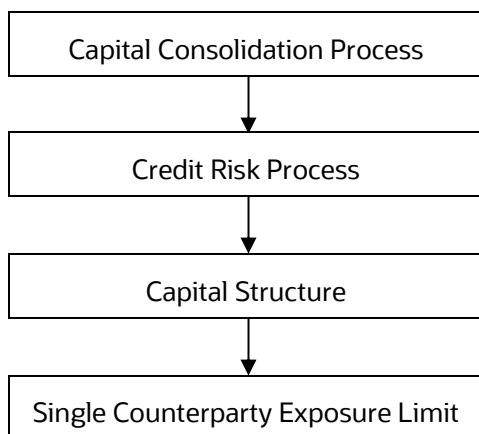 Capital Consolidation Process
Credit Risk Process
Capital Structure
Single Counterparty Exposure Limit